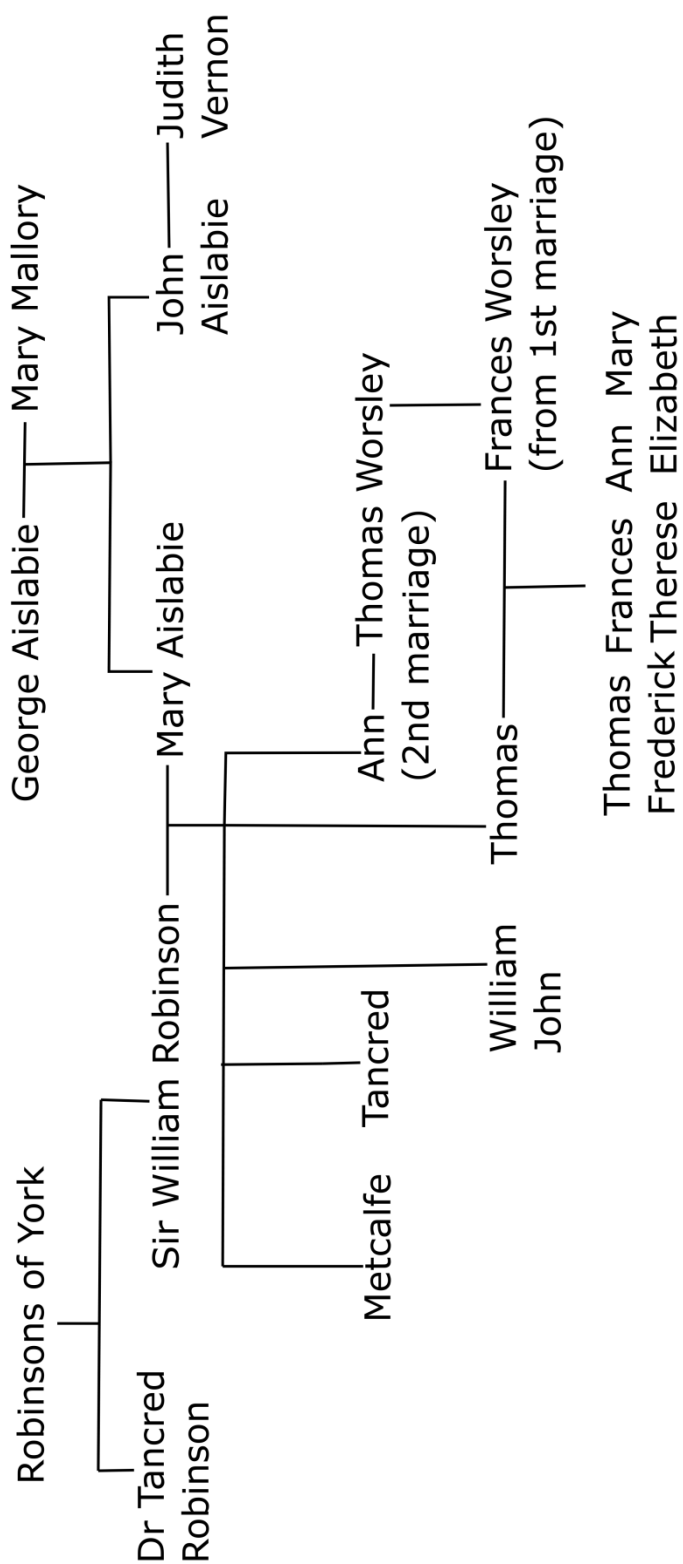 Robinsons of York
George Aislabie
Mary Mallory
Dr Tancred
Robinson
Sir William Robinson
Mary Aislabie
John
Aislabie
Judith
Vernon
Metcalfe
Tancred
Ann
(2nd marriage)
Thomas Worsley
William
John
Thomas
Frances Worsley
(from 1st marriage)
Thomas Frances Ann Mary
Frederick Therese Elizabeth